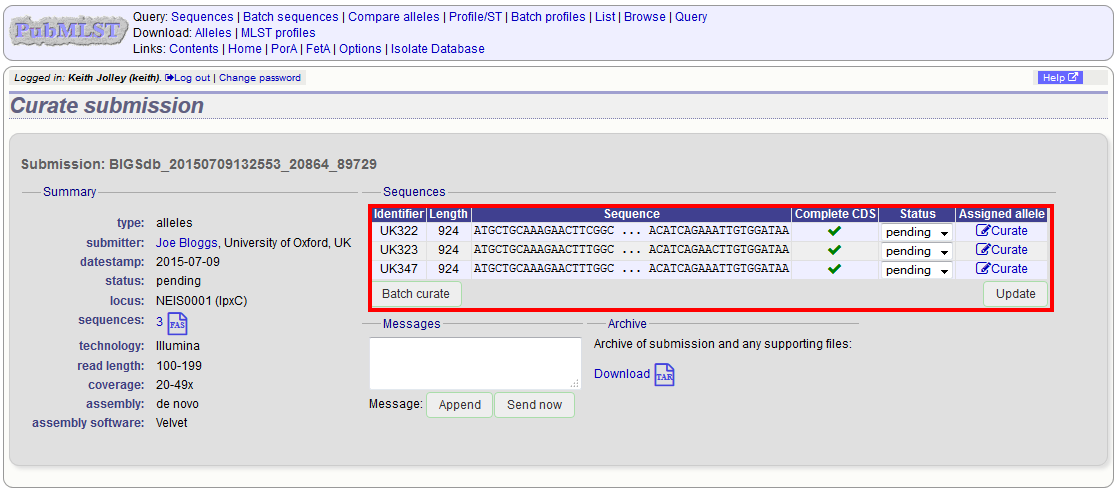 PubMLST
Query: Sequences | Batch sequences | Compare alleles | Profile/ST | Batch profiles | List | Browse | Query
Download: Alleles | MLST profiles
Links: Contents | Home | PorA | FetA | Options | Isolate Database
Logged in: Keith Jolley (keith). Log out | Change password
Help
Curate submission
Submission: BIGSdb_20150709132553_20864_89729
Summary
type: alleles
submitter: Joe Bloggs, University of Oxford, UK
datestamp: 2015-07-09
status: pending
locus: NEIS0001 (lpxC)
sequences: 3 FAS
technology: Illumina
read length: 100-199
coverage: 20-49x
assembly: de novo
assembly software: Velvet
Sequences
Identifier Length Sequence Complete CDS Status Assigned allele
UK322 924 ATGCTGCAAAGAACTTCGGC ... ACATCAGAAATTGTGGATAA pending Curate
UK323 924 ATGCTGCAAAGAACTTTGGC ... ACATCAGAAATTGTGGATAA pending Curate
UK347 924 ATGCTGCAAAGAACTTTGGC ... ACATCAGAAATTGTGGATAA pending Curate
Batch curate Update
Messages
Message: Append Send now
Archive
Archive of submission and any supporting files:
Download TAR